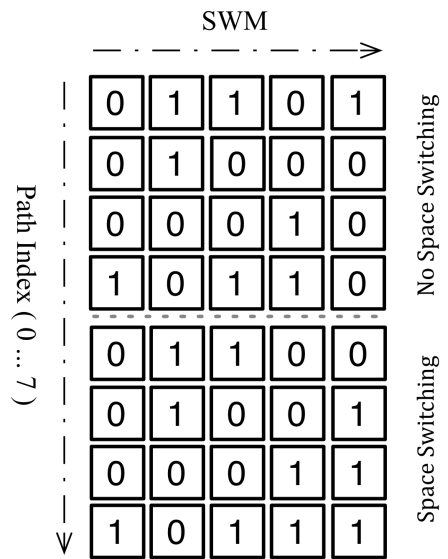 SWM
Path Index ( 0 ... 7 )
0 1 1 0 1
0 1 0 0 0
0 0 0 1 0
1 0 1 1 0
No Space Switching
0 1 1 0 0
0 1 0 0 1
0 0 0 1 1
1 0 1 1 1
Space Switching